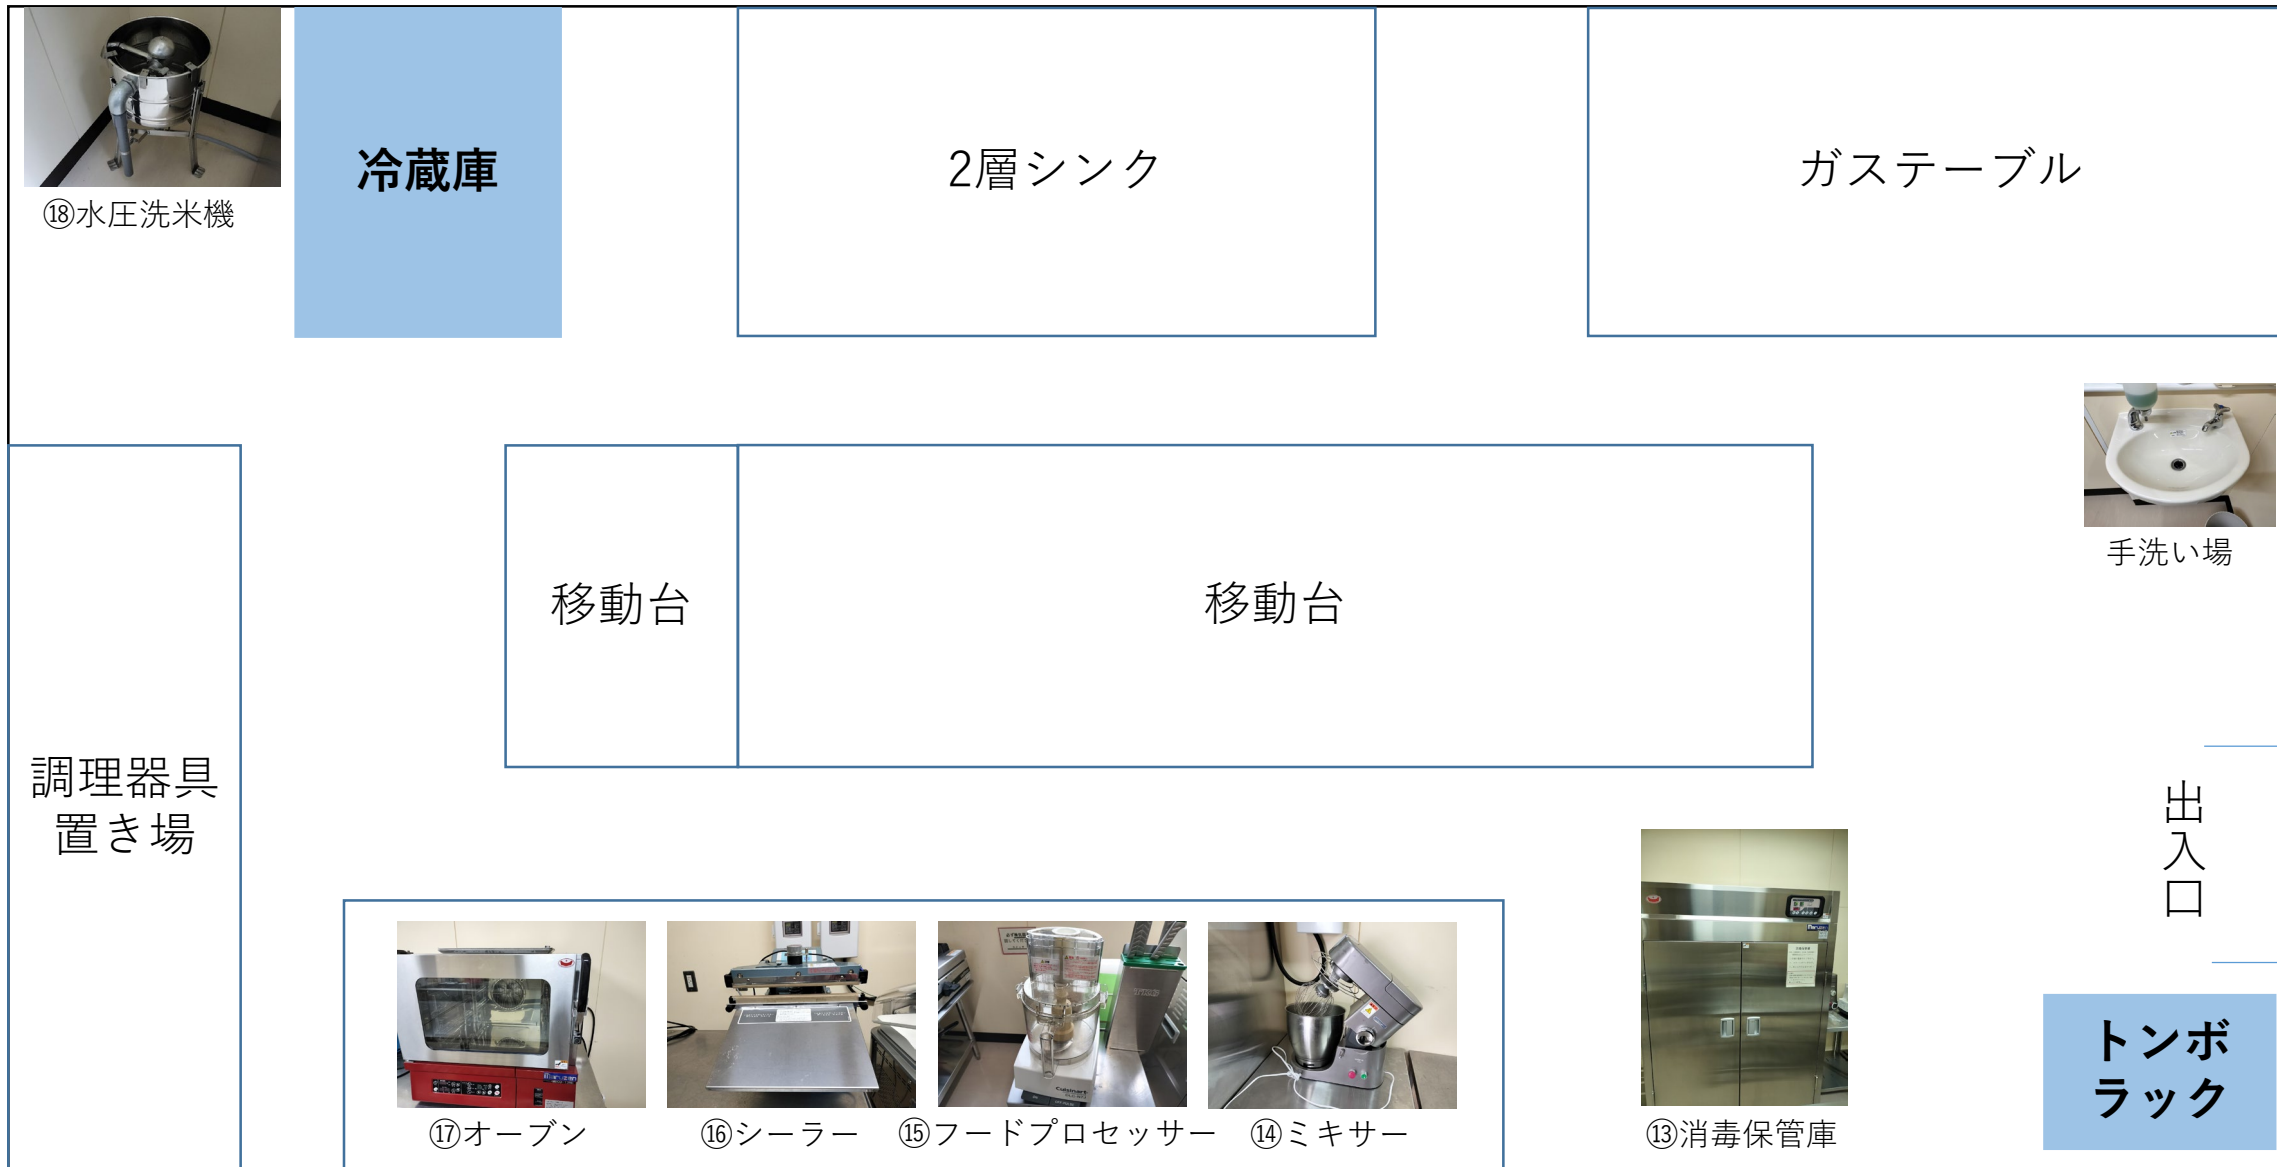 冷蔵庫
2層シンク
ガステーブル
⑱水圧洗米機
手洗い場
移動台
移動台
調理器具
置き場
出入口
トンボ
ラック
Cuisinart
⑰オーブン
⑯シーラー
⑮フードプロセッサー
⑭ミキサー
⑬消毒保管庫